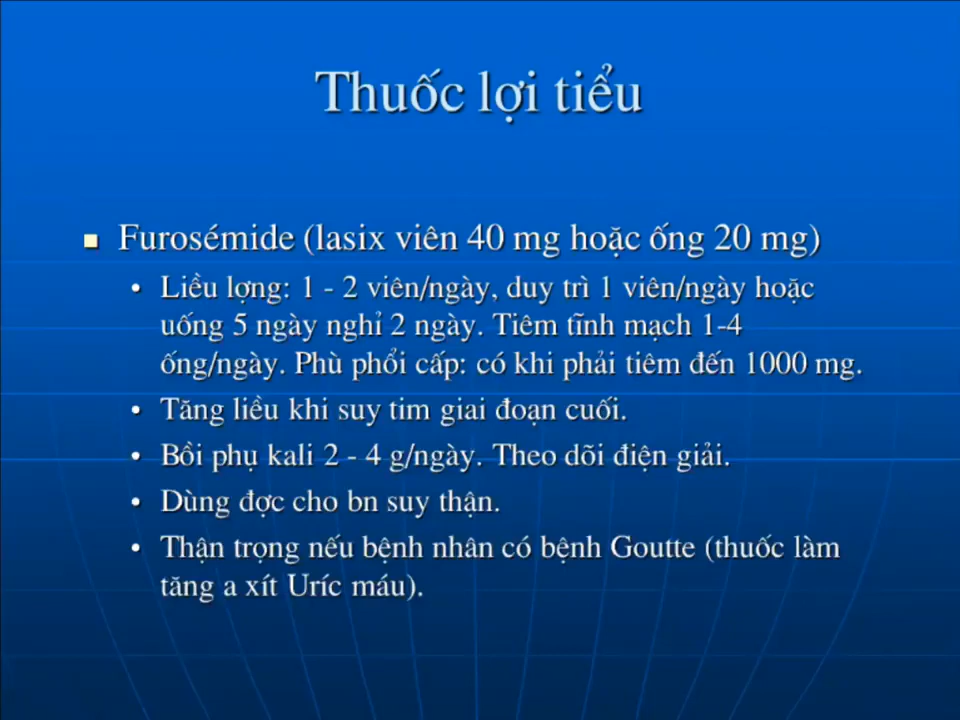 Thuốc lợi tiểu
Furosémide (lasix viên 40 mg hoặc ống 20 mg)
Liều lợng: 1 - 2 viên/ngày, duy trì 1 viên/ngày hoặc
uống 5 ngày nghỉ 2 ngày. Tiêm tĩnh mạch 1-4
ống/ngày. Phù phổi cấp: có khi phải tiêm đến 1000 mg.
Tăng liều khi suy tim giai đoạn cuối.
Bồi phụ kali 2 - 4 g/ngày. Theo dõi điện giải.
Dùng đợc cho bn suy thận.
Thận trọng nếu bệnh nhân có bệnh Goutte (thuốc làm
tăng a xít Uríc máu).